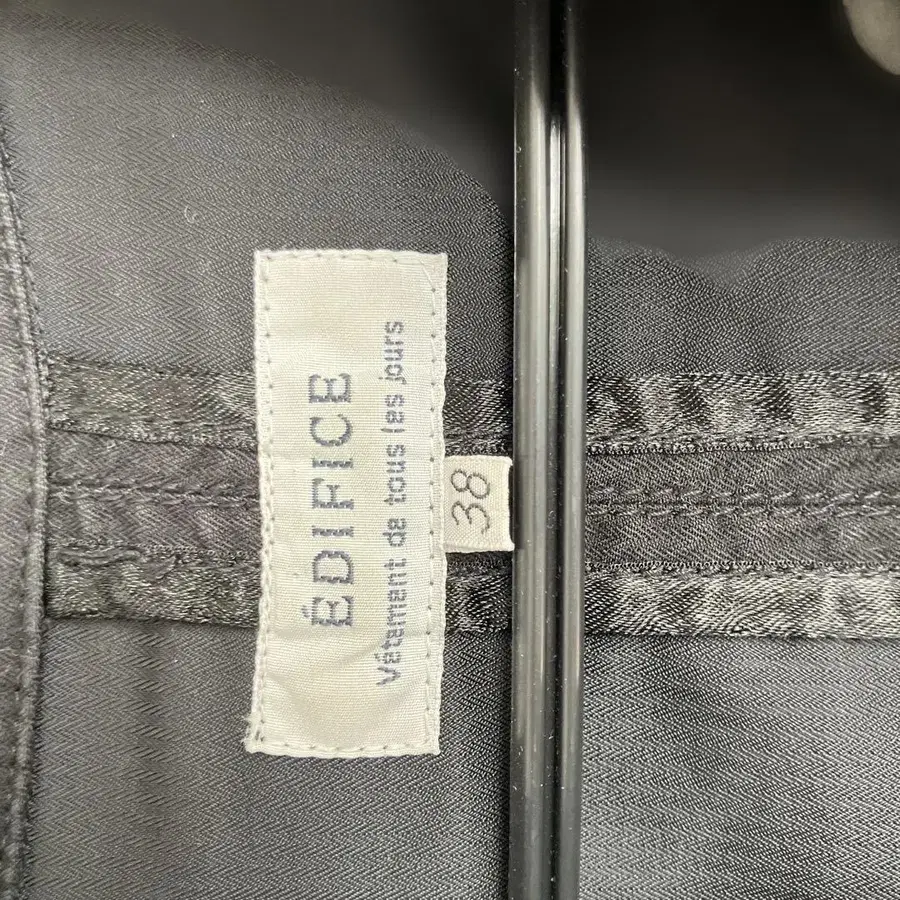 ÉDIFICE
Vêtement de tous les jours
38